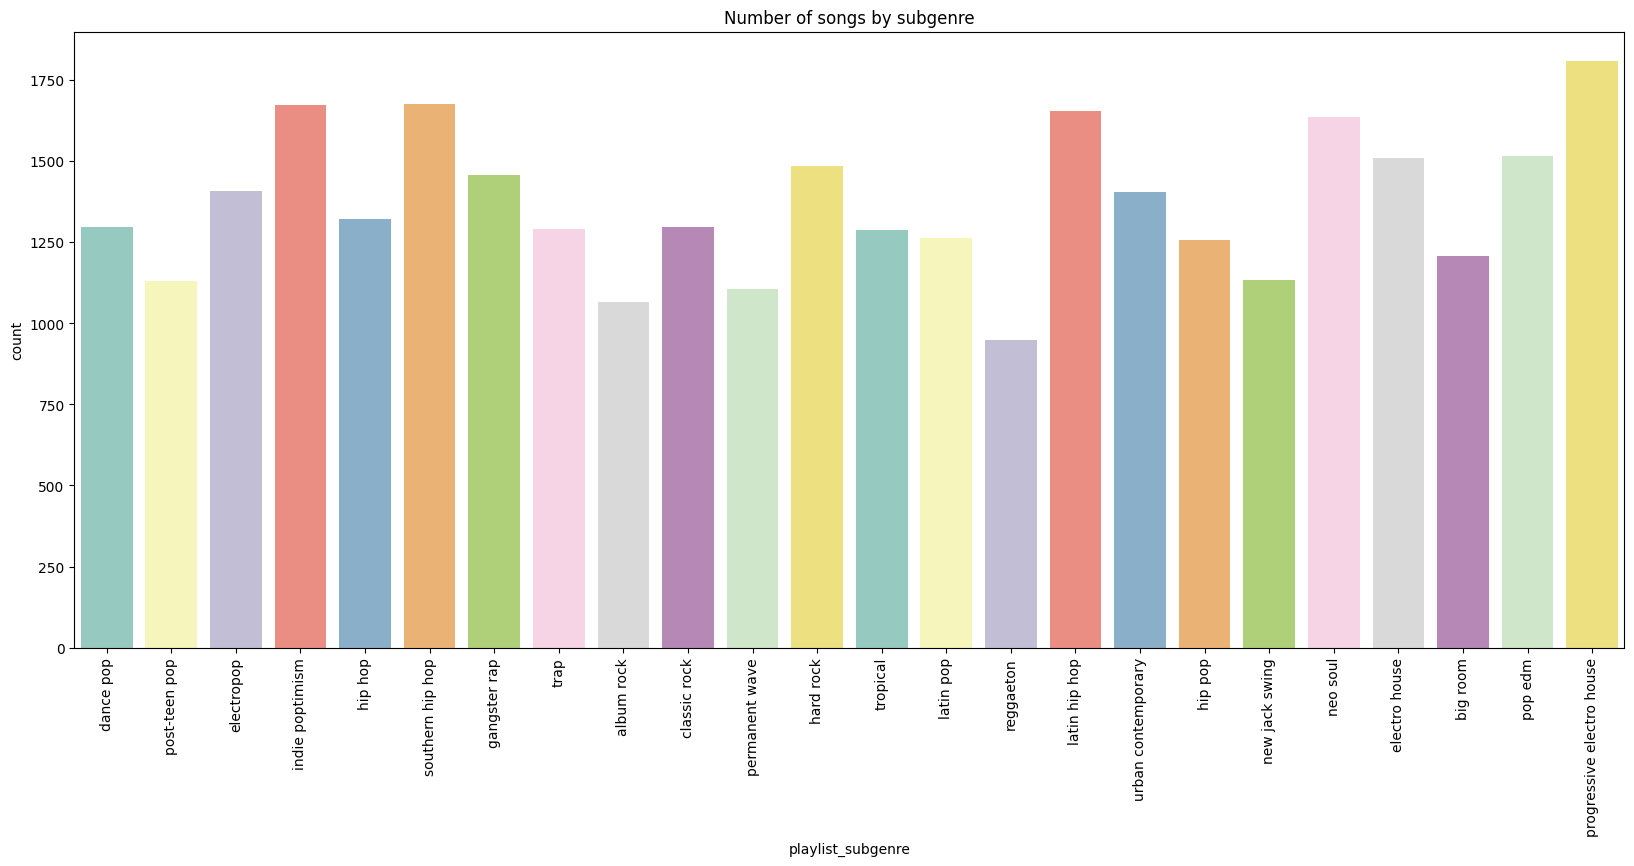 Number of songs by subgenre
1750
1500
1250
1000
750
500
250
0
count
dance pop
post-teen pop
electropop
indie poptimism
hip hop
southern hip hop
gangster rap
trap
album rock
classic rock
permanent wave
hard rock
tropical
latin pop
reggaeton
latin hip hop
urban contemporary
hip pop
new jack swing
neo soul
electro house
big room
pop edm
progressive electro house
playlist_subgenre